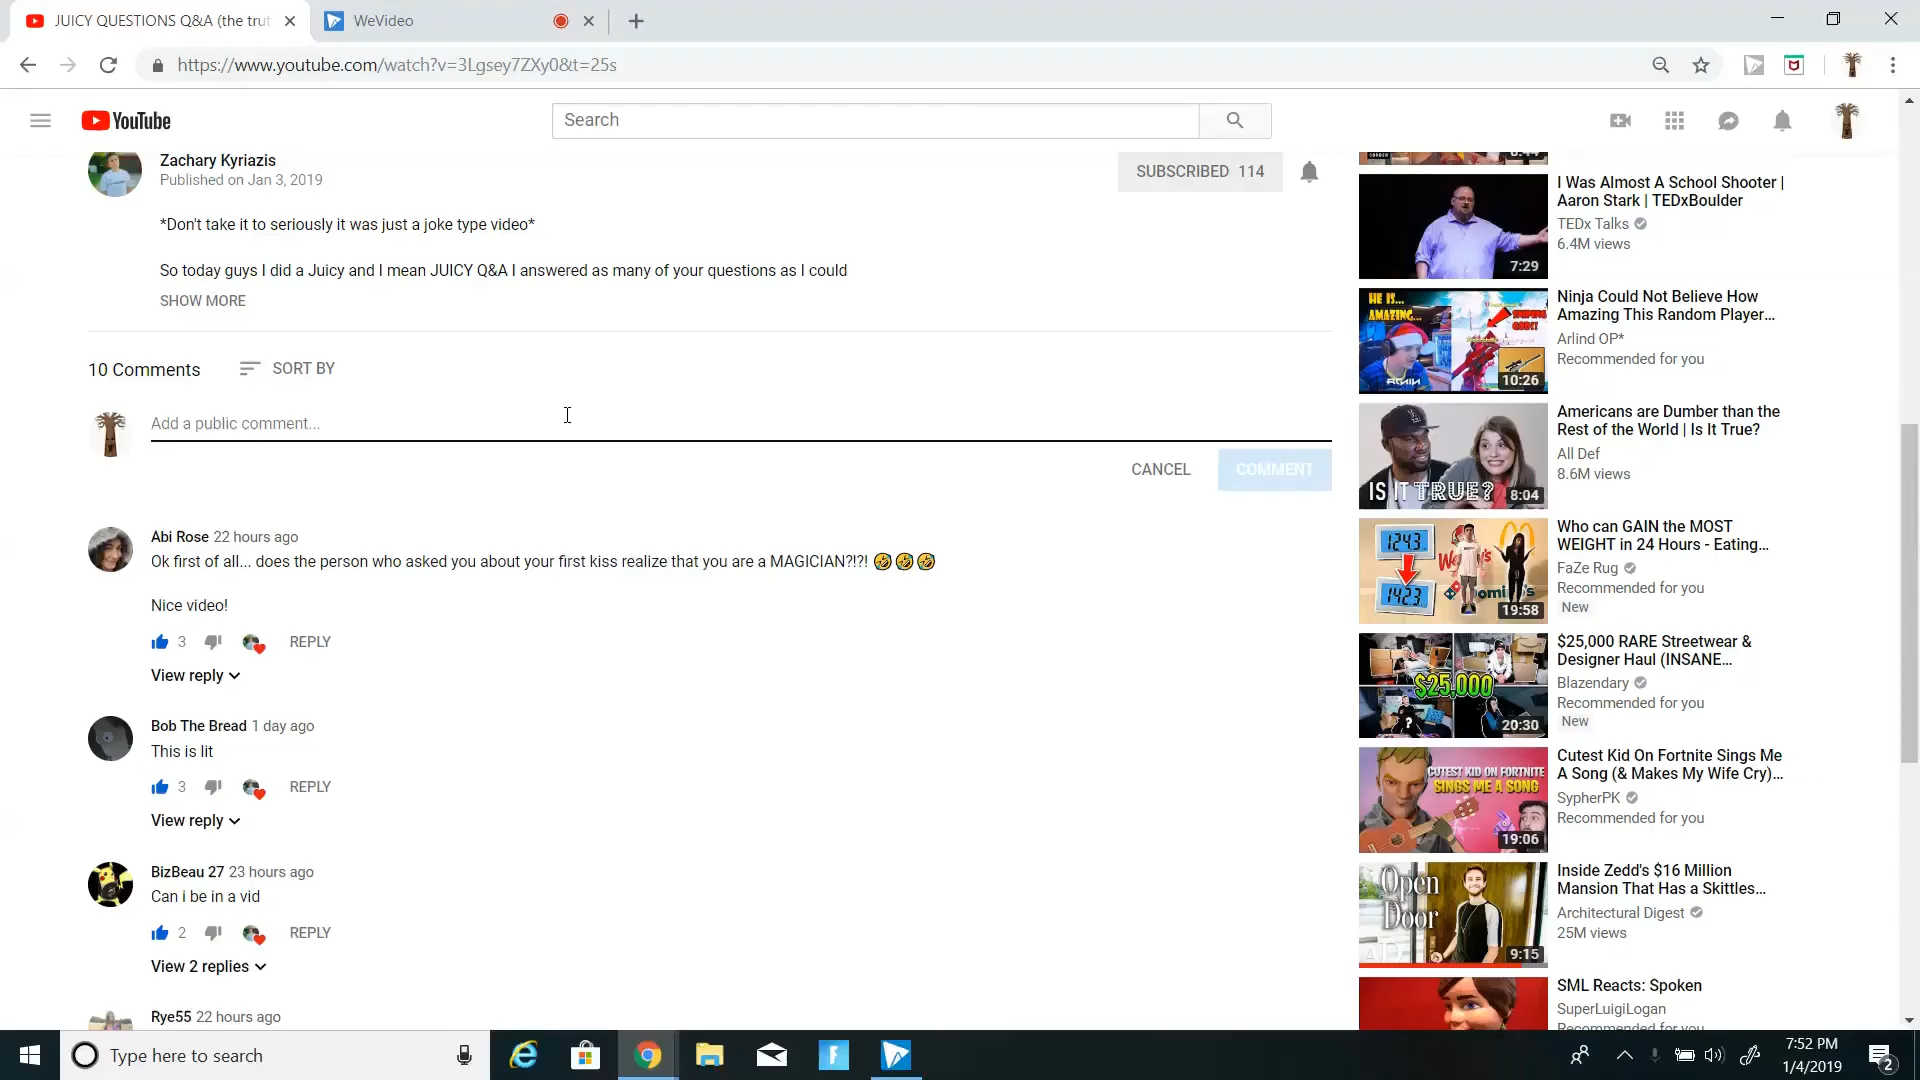 JUICY QUESTIONS Q&A (the trut
WeVideo
https://www.youtube.com/watch?v=3Lgsey7ZXy0&t=25s
YouTube
Search
Zachary Kyriazis
Published on Jan 3, 2019
SUBSCRIBED 114
*Don't take it to seriously it was just a joke type video*
So today guys I did a Juicy and I mean JUICY Q&A I answered as many of your questions as I could
SHOW MORE
10 Comments
SORT BY
Add a public comment...
CANCEL
COMMENT
Abi Rose 22 hours ago
Ok first of all... does the person who asked you about your first kiss realize that you are a MAGICIAN?!?! 🤣🤣🤣
Nice video!
3
REPLY
View reply
Bob The Bread 1 day ago
This is lit
3
REPLY
View reply
BizBeau 27 23 hours ago
Can i be in a vid
2
REPLY
View 2 replies
Rye55 22 hours ago
I Was Almost A School Shooter |
Aaron Stark | TEDxBoulder
TEDx Talks
6.4M views
7:29
Ninja Could Not Believe How
Amazing This Random Player...
Arlind OP*
Recommended for you
HE IS...
AMAZING...
10:26
Americans are Dumber than the
Rest of the World | Is It True?
All Def
8.6M views
IS IT TRUE?
8:04
Who can GAIN the MOST
WEIGHT in 24 Hours - Eating...
FaZe Rug
Recommended for you
New
1243
1423
19:58
$25,000 RARE Streetwear &
Designer Haul (INSANE...
Blazendary
Recommended for you
New
$25,000
20:30
Cutest Kid On Fortnite Sings Me
A Song (& Makes My Wife Cry)...
SypherPK
Recommended for you
CUTEST KID ON FORTNITE
SINGS ME A SONG
19:06
Inside Zedd's $16 Million
Mansion That Has a Skittles...
Architectural Digest
25M views
Open
Door
AD
9:15
SML Reacts: Spoken
SuperLuigiLogan
Recommended for you
Type here to search
7:52 PM
1/4/2019
2